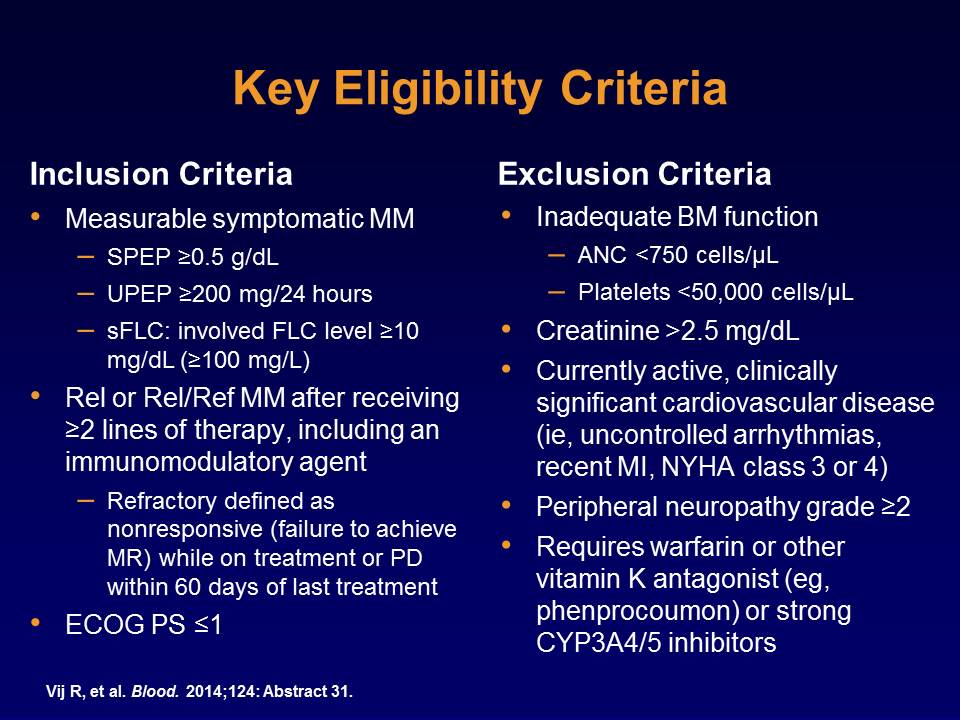 Key Eligibility Criteria
Inclusion Criteria
• Measurable symptomatic MM
– SPEP ≥0.5 g/dL
– UPEP ≥200 mg/24 hours
– sFLC: involved FLC level ≥10
mg/dL (≥100 mg/L)
• Rel or Rel/Ref MM after receiving
≥2 lines of therapy, including an
immunomodulatory agent
– Refractory defined as
nonresponsive (failure to achieve
MR) while on treatment or PD
within 60 days of last treatment
• ECOG PS ≤1
Exclusion Criteria
• Inadequate BM function
– ANC <750 cells/µL
– Platelets <50,000 cells/µL
• Creatinine >2.5 mg/dL
• Currently active, clinically
significant cardiovascular disease
(ie, uncontrolled arrhythmias,
recent MI, NYHA class 3 or 4)
• Peripheral neuropathy grade ≥2
• Requires warfarin or other
vitamin K antagonist (eg,
phenprocoumon) or strong
CYP3A4/5 inhibitors
Vij R, et al. Blood. 2014;124: Abstract 31.